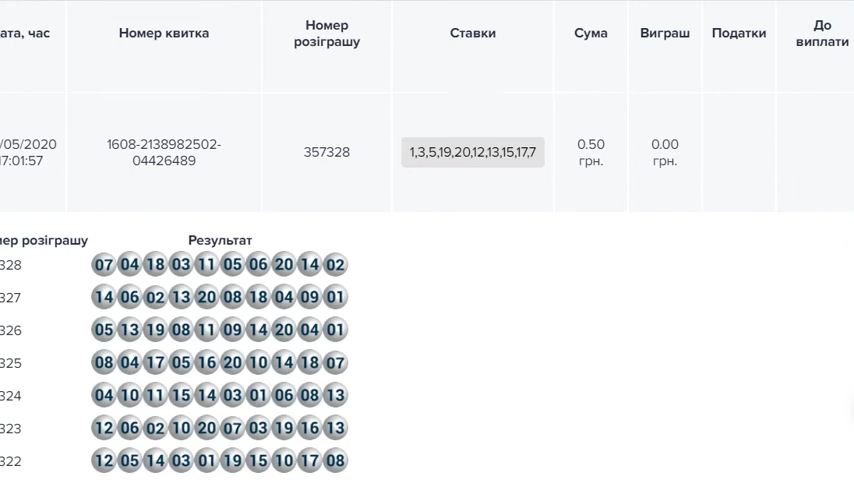 ата, час
Номер квитка
Номер
розіграшу
Ставки
Сума
Виграш
Податки
До
виплати
/05/2020
17:01:57
1608-2138982502-
04426489
357328
1,3,5,19,20,12,13,15,17,7
0.50
грн.
0.00
грн.
мер розіграшу Результат
328 07 04 18 03 11 05 06 20 14 02
327 14 06 02 13 20 08 18 04 09 01
326 05 13 19 08 11 09 14 20 04 01
325 08 04 17 05 16 20 10 14 18 07
324 04 10 11 15 14 03 01 06 08 13
323 12 06 02 10 20 07 03 19 16 13
322 12 05 14 03 01 19 15 10 17 08